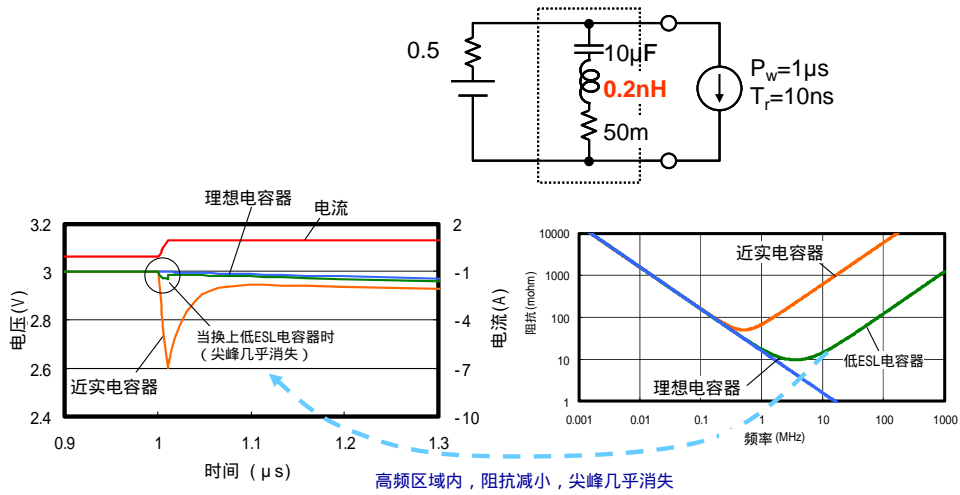 0.5
10μF
0.2nH
50m
Pw=1μs
Tr=10ns
理想电容器
电流
3.2
3
2.8
2.6
2.4
电压(V)
2
-1
-4
-7
-10
电流(A)
当换上低ESL电容器时
（尖峰几乎消失）
近实电容器
0.9
1
1.1
1.2
1.3
时间（μs）
10000
1000
100
10
1
阻抗(mohm)
近实电容器
低ESL电容器
理想电容器
0.001
0.01
0.1
1
10
100
1000
频率(MHz)
高频区域内，阻抗减小，尖峰几乎消失